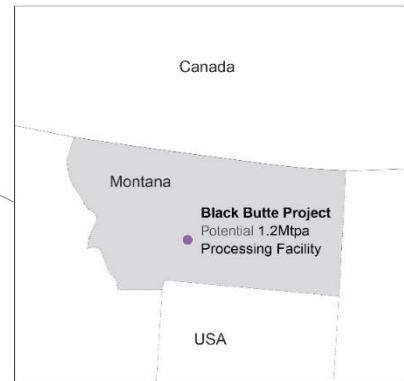 Canada
Montana
Black Butte Project
Potential 1.2Mtpa
Processing Facility
USA